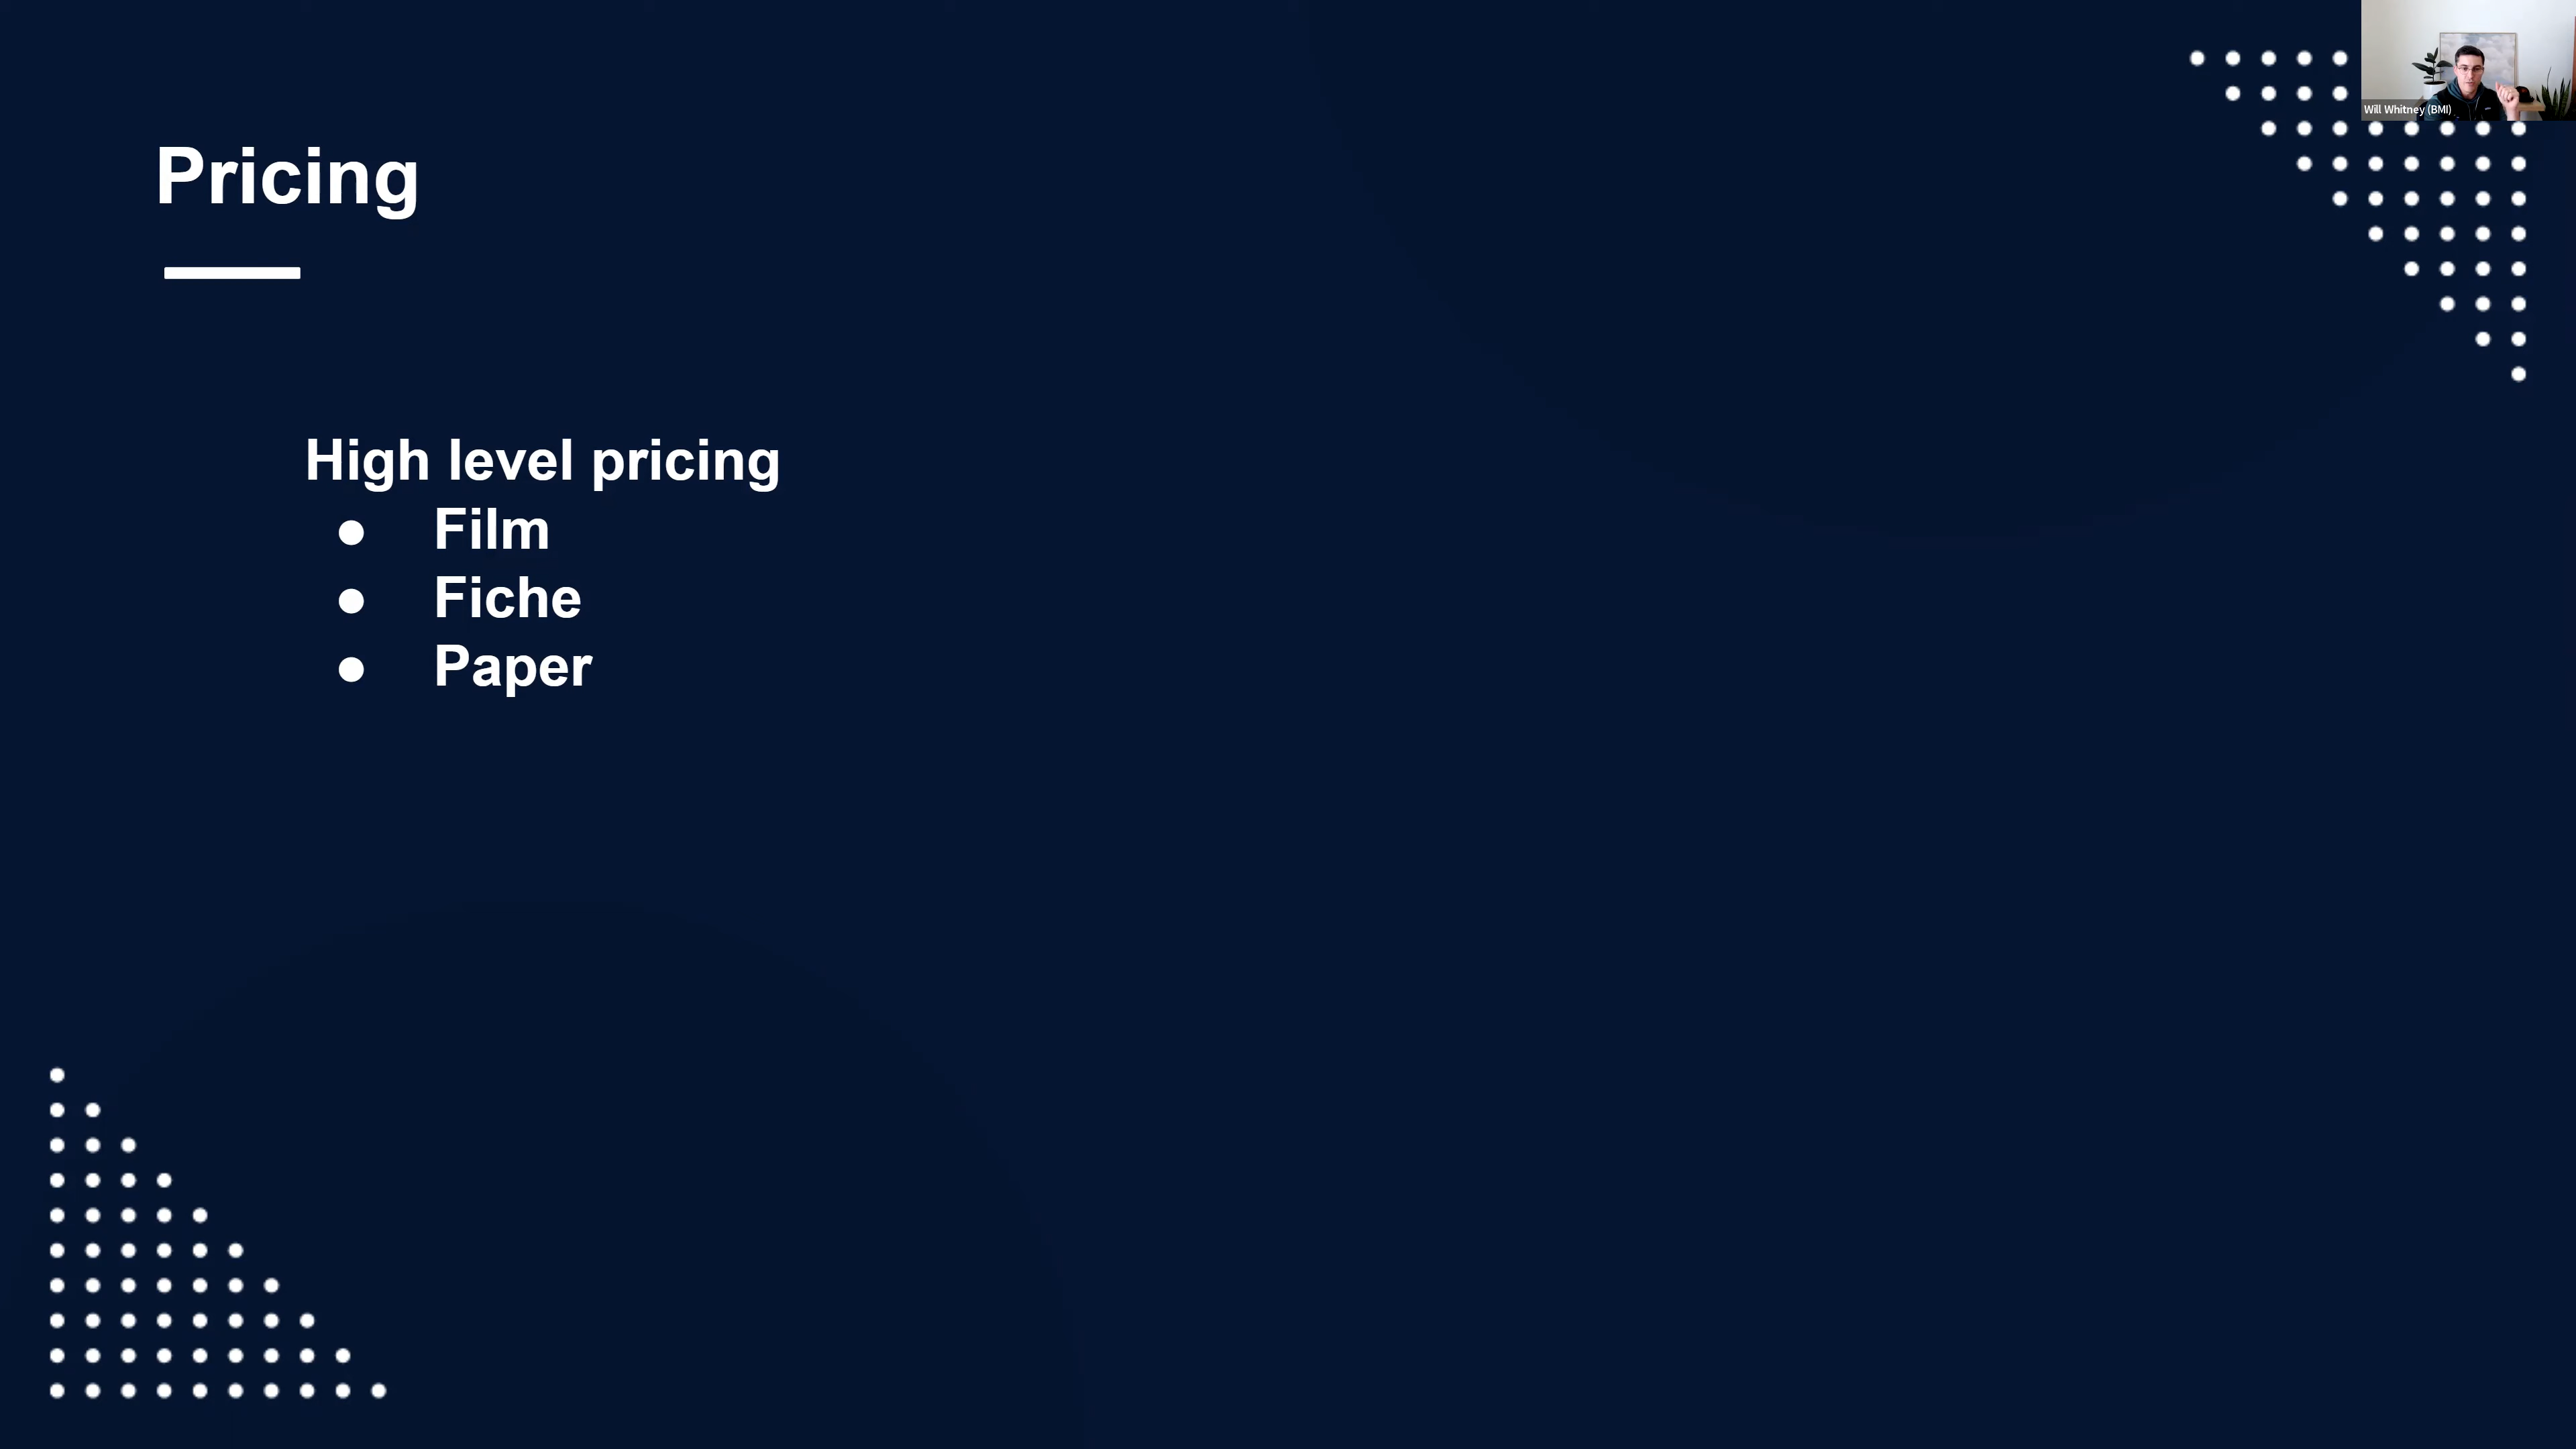 Will Whitney (BMI)
Pricing
High level pricing
● Film
● Fiche
● Paper